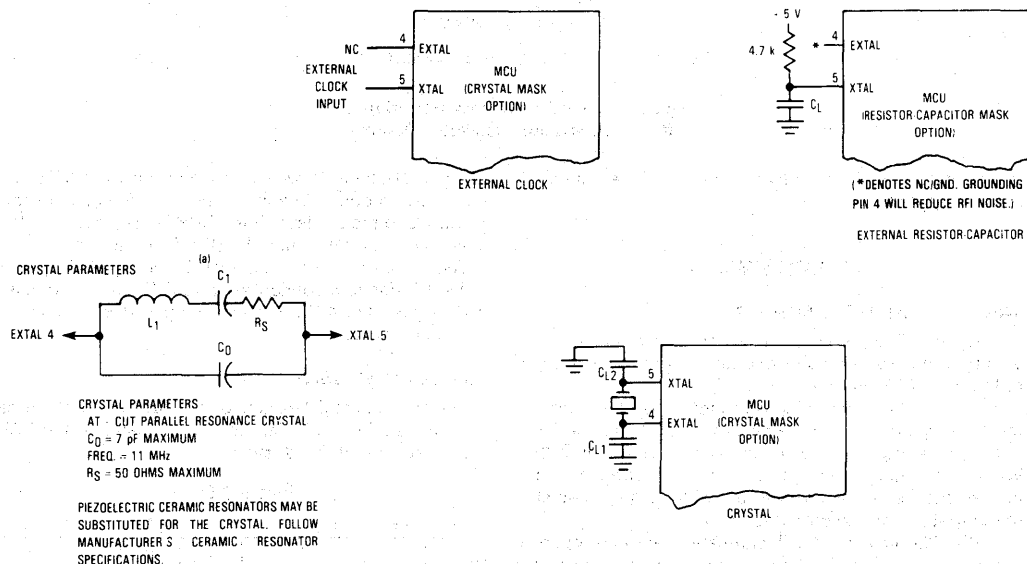 NC
4
EXTAL
EXTERNAL
CLOCK
INPUT
5
XTAL
MCU
(CRYSTAL MASK
OPTION)
EXTERNAL CLOCK
- 5 V
4.7 k
*
4
EXTAL
5
XTAL
CL
MCU
(RESISTOR-CAPACITOR MASK
OPTION)
(*DENOTES NC/GND. GROUNDING
PIN 4 WILL REDUCE RFI NOISE.)
EXTERNAL RESISTOR-CAPACITOR
CRYSTAL PARAMETERS
(a)
C1
L1
RS
EXTAL 4
XTAL 5
C0
CRYSTAL PARAMETERS
AT - CUT PARALLEL RESONANCE CRYSTAL
C0 = 7 pF MAXIMUM
FREQ. = 11 MHz
RS = 50 OHMS MAXIMUM
PIEZOELECTRIC CERAMIC RESONATORS MAY BE
SUBSTITUTED FOR THE CRYSTAL. FOLLOW
MANUFACTURER S CERAMIC RESONATOR
SPECIFICATIONS.
CL2
5
XTAL
4
EXTAL
CL1
MCU
(CRYSTAL MASK
OPTION)
CRYSTAL